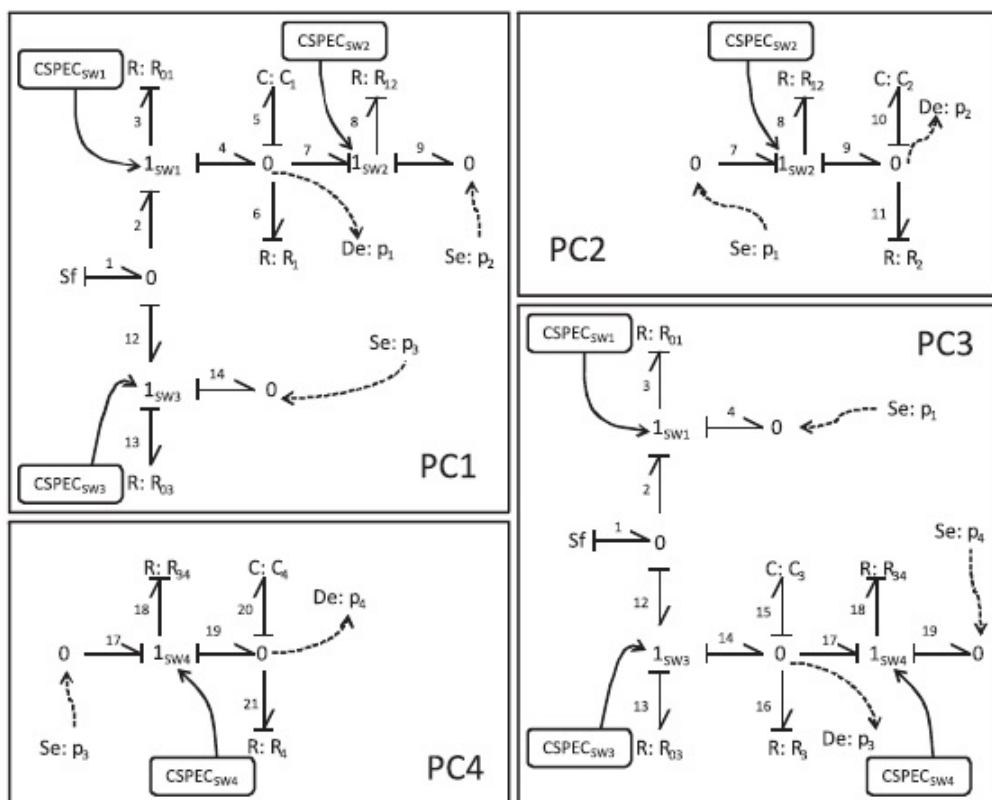 CSPEC_SW1
R: R_01
CSPEC_SW2
C: C_1
R: R_12
3
5
8
1_SW1
4
0
7
1_SW2
9
0
2
6
R: R_1
De: p_1
Se: p_2
Sf
1
0
12
Se: p_3
1_SW3
14
0
13
CSPEC_SW3
R: R_03
PC1
CSPEC_SW2
R: R_12
C: C_2
De: p_2
8
10
0
7
1_SW2
9
0
11
Se: p_1
R: R_2
PC2
CSPEC_SW1
R: R_01
PC3
3
1_SW1
4
0
Se: p_1
2
Sf
1
0
Se: p_4
12
C: C_3
R: R_34
15
18
1_SW3
14
0
17
1_SW4
19
0
13
16
CSPEC_SW3
R: R_03
R: R_3
De: p_3
CSPEC_SW4
R: R_34
C: C_4
De: p_4
18
20
0
17
1_SW4
19
0
21
Se: p_3
R: R_4
CSPEC_SW4
PC4